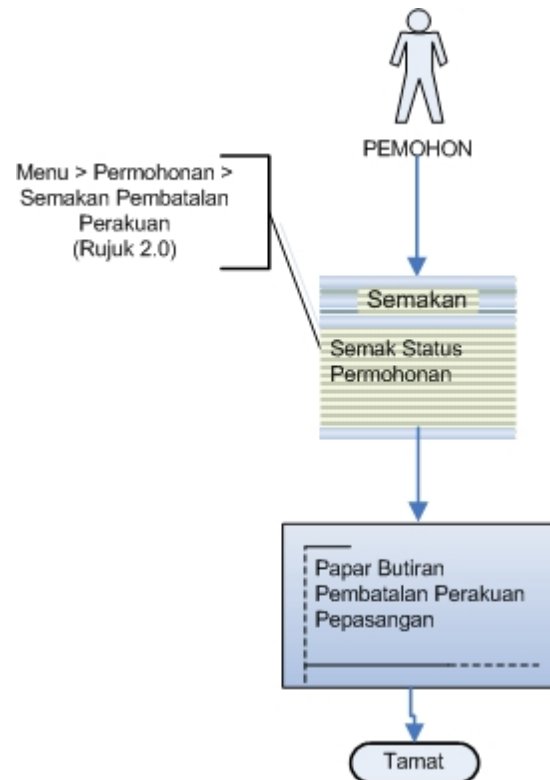 PEMOHON
Menu > Permohonan >
Semakan Pembatalan
Perakuan
(Rujuk 2.0)
Semakan
Semak Status
Permohonan
Papar Butiran
Pembatalan Perakuan
Pepasangan
Tamat